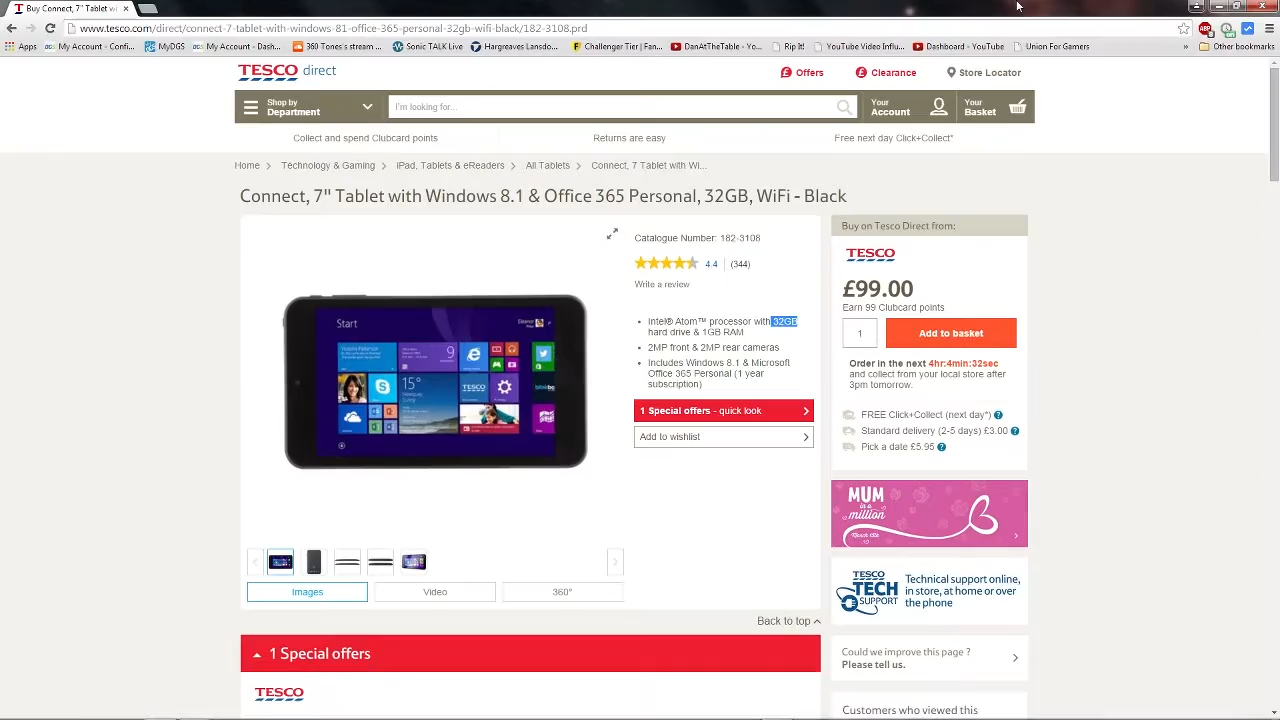 Buy Connect, 7" Tablet wi
www.tesco.com/direct/connect-7-tablet-with-windows-81-office-365-personal-32gb-wifi-black/182-3108.prd
Apps
My Account - Contr...
MyDGS
My Account - Dash...
360 Tones's stream...
Sonic TALK Live
Hargreaves Lansdo...
Challenger Tier | Fan...
DanAtTheTable - Yo...
Rip It!
YouTube Video Influ...
Dashboard - YouTube
Union For Gamers
»
Other bookmarks
TESCO direct
Offers
Clearance
Store Locator
Shop by
Department
I'm looking for...
Your
Account
Your
Basket
Collect and spend Clubcard points
Returns are easy
Free next day Click+Collect*
Home
Technology & Gaming
iPad, Tablets & eReaders
All Tablets
Connect, 7 Tablet with Wi...
Connect, 7" Tablet with Windows 8.1 & Office 365 Personal, 32GB, WiFi - Black
Start
TESCO
15°
9
Catalogue Number: 182-3108
4.4
(344)
Write a review
Intel® Atom™ processor with 32GB
hard drive & 1GB RAM
2MP front & 2MP rear cameras
Includes Windows 8.1 & Microsoft
Office 365 Personal (1 year
subscription)
1 Special offers - quick look
Add to wishlist
Images
Video
360°
Back to top
1 Special offers
TESCO
Buy on Tesco Direct from:
TESCO
£99.00
Earn 99 Clubcard points
1
Add to basket
Order in the next 4hr:4min:32sec
and collect from your local store after
3pm tomorrow.
FREE Click+Collect (next day*)
Standard delivery (2-5 days) £3.00
Pick a date £5.95
MUM
in a
million
TESCO
TECH
SUPPORT
Technical support online,
in store, at home or over
the phone
Could we improve this page ?
Please tell us.
Customers who viewed this